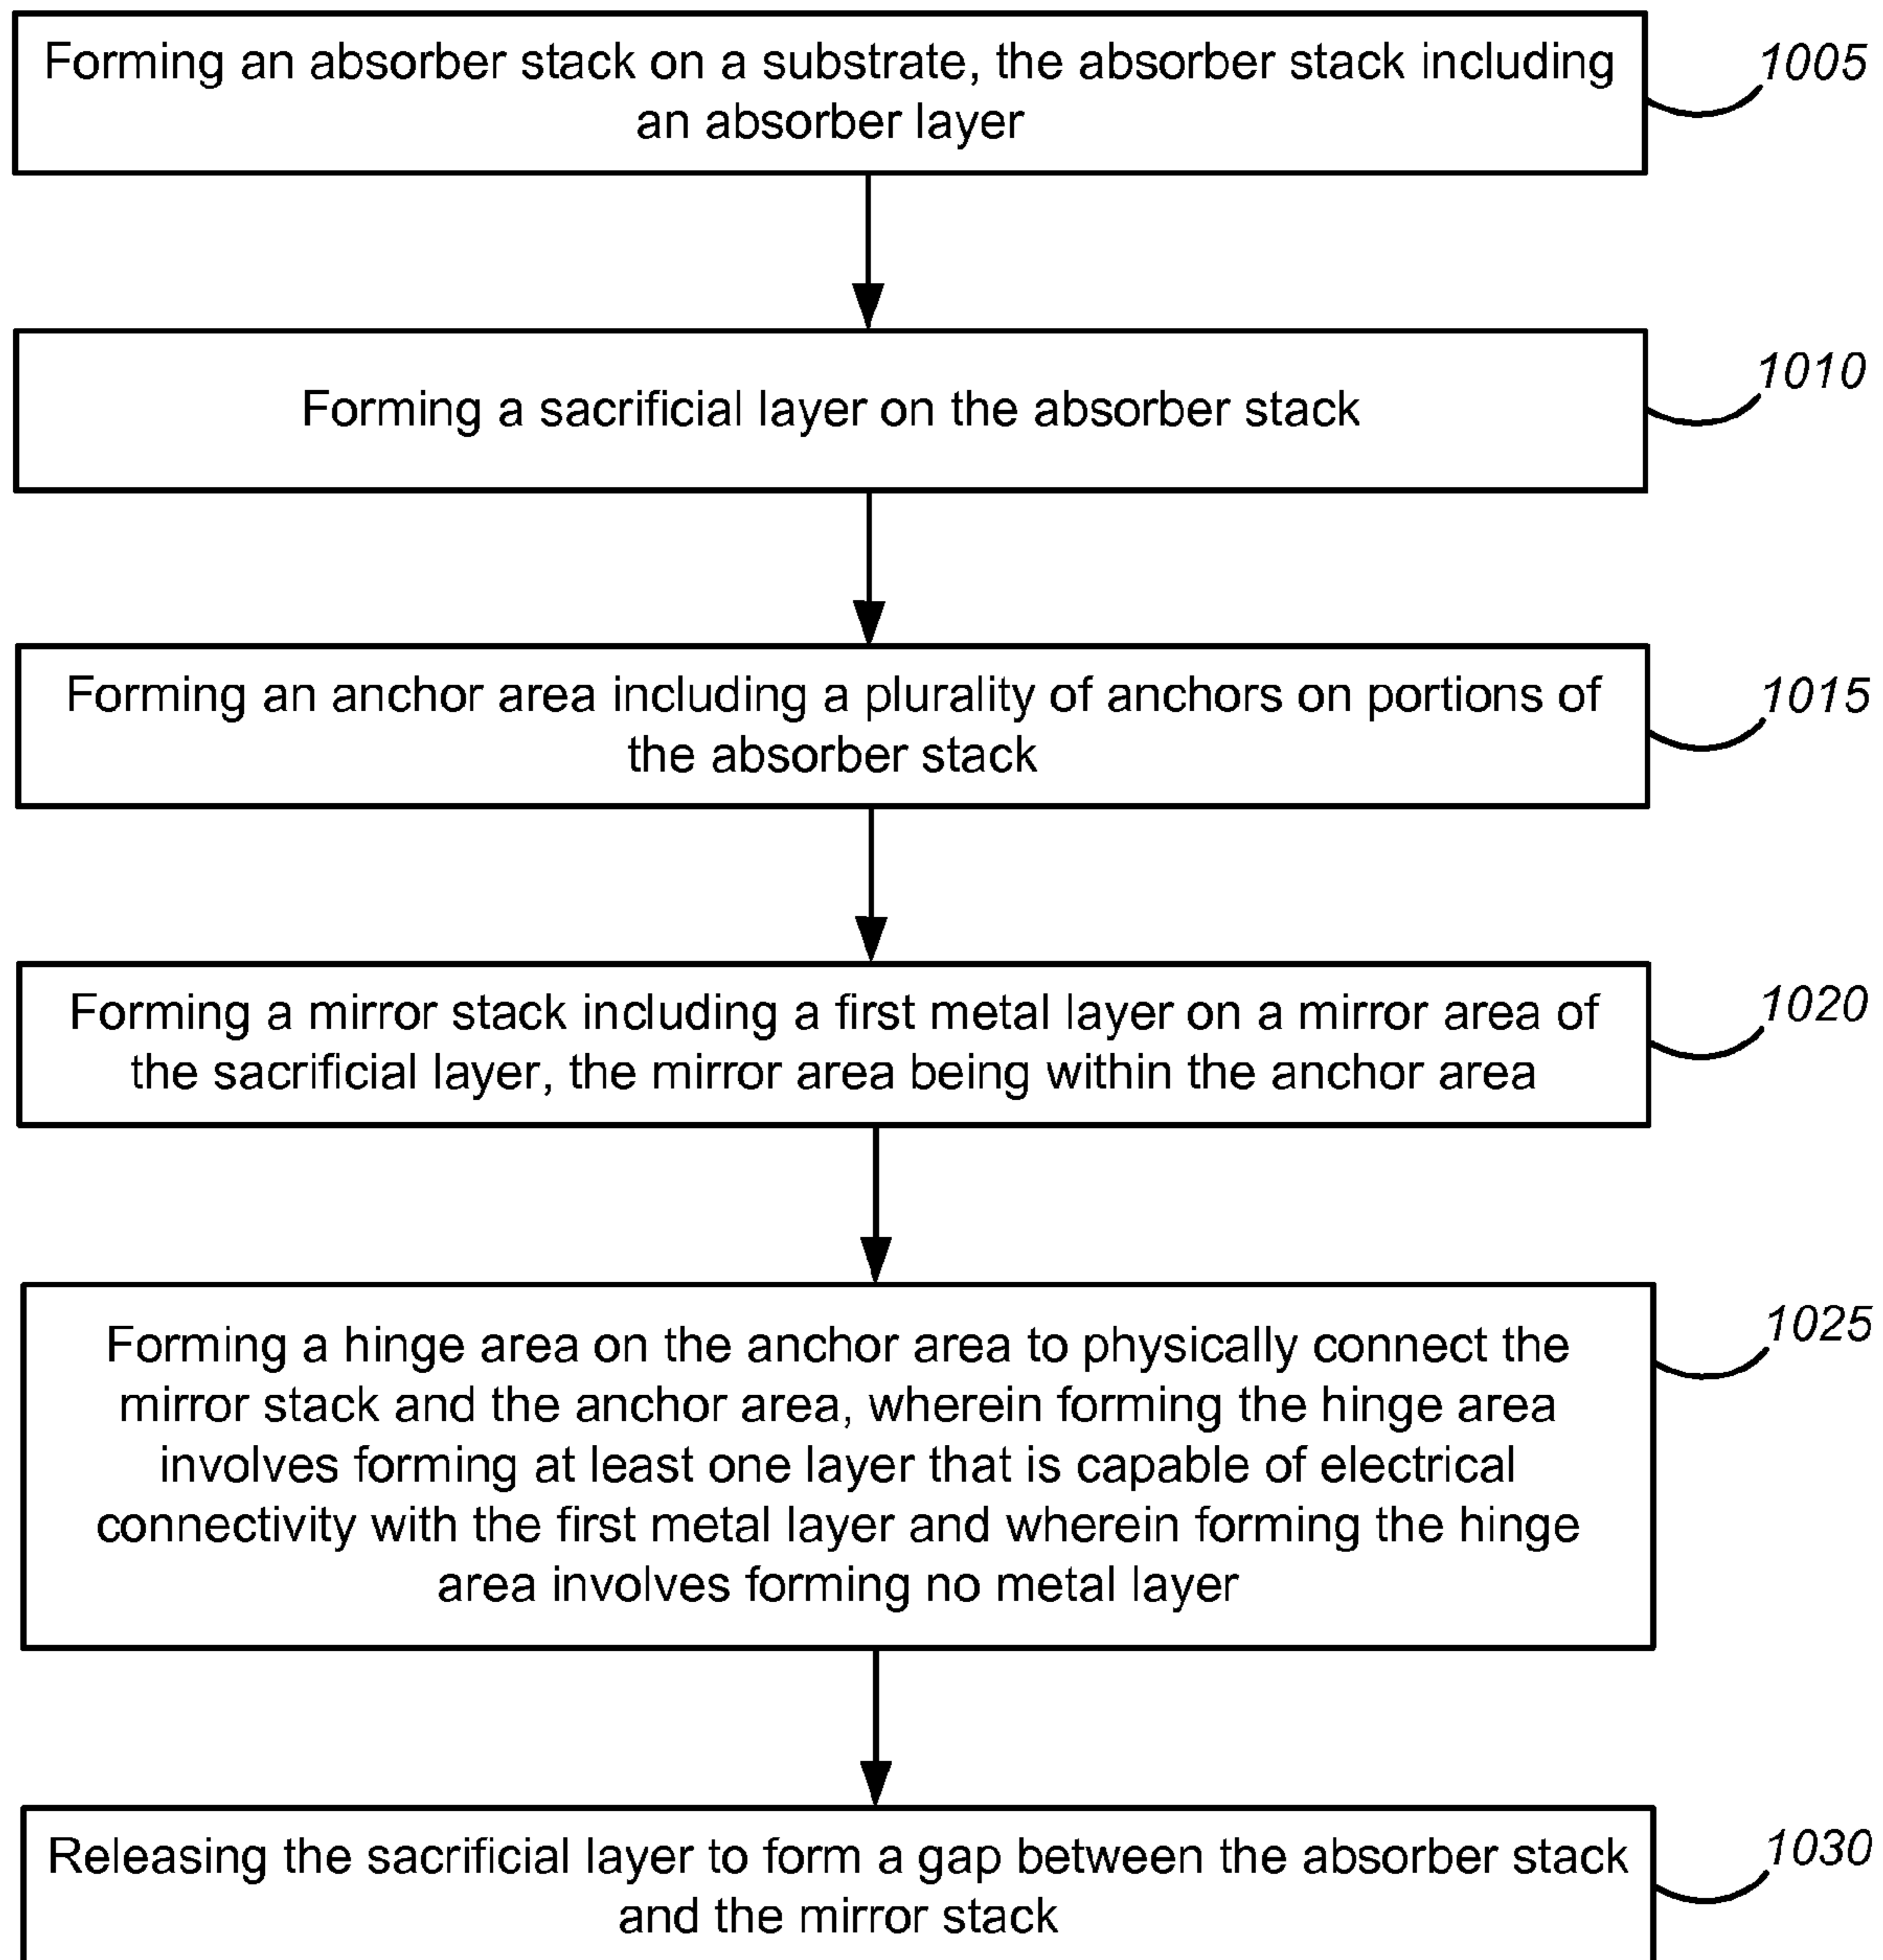 Forming an absorber stack on a substrate, the absorber stack including
an absorber layer
1005
Forming a sacrificial layer on the absorber stack
1010
Forming an anchor area including a plurality of anchors on portions of
the absorber stack
1015
Forming a mirror stack including a first metal layer on a mirror area of
the sacrificial layer, the mirror area being within the anchor area
1020
Forming a hinge area on the anchor area to physically connect the
mirror stack and the anchor area, wherein forming the hinge area
involves forming at least one layer that is capable of electrical
connectivity with the first metal layer and wherein forming the hinge
area involves forming no metal layer
1025
Releasing the sacrificial layer to form a gap between the absorber stack
and the mirror stack
1030